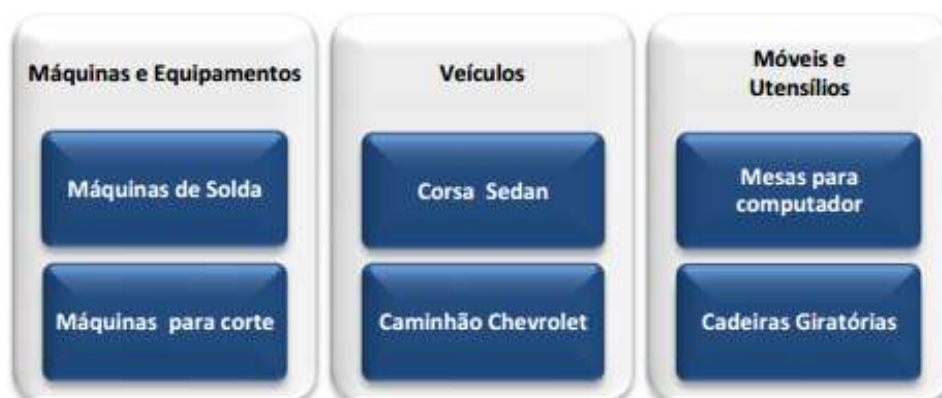 Máquinas e Equipamentos
Máquinas de Solda
Máquinas para corte
Veículos
Corsa Sedan
Caminhão Chevrolet
Móveis e
Utensílios
Mesas para
computador
Cadeiras Giratórias